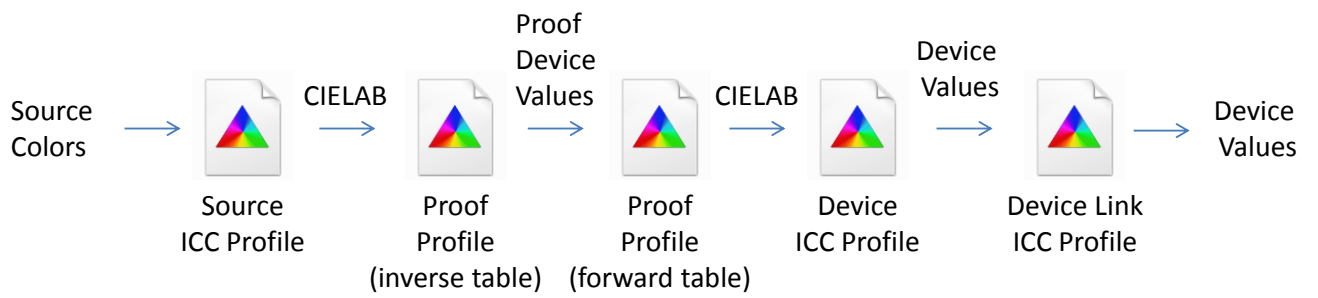 Source
Colors
CIELAB
Proof
Device
Values
CIELAB
Device
Values
Device
Values
Source
ICC Profile
Proof
Profile
(inverse table)
Proof
Profile
(forward table)
Device
ICC Profile
Device Link
ICC Profile